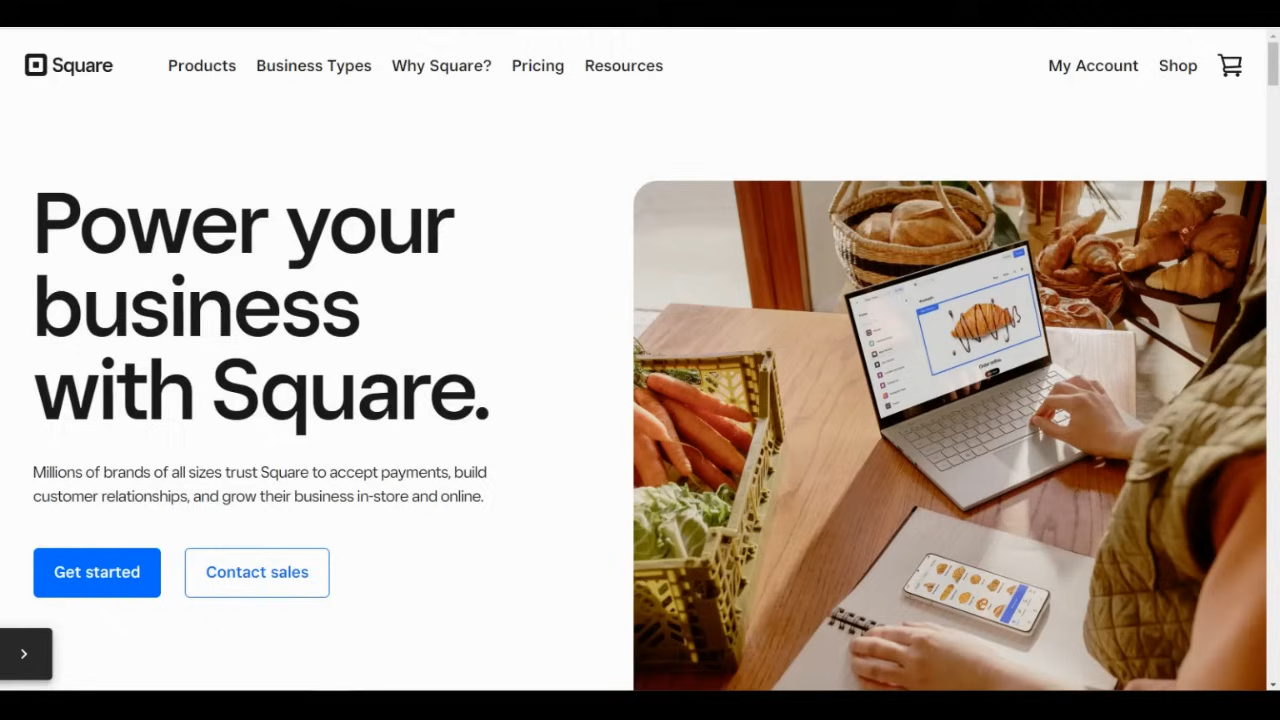 Square
Products
Business Types
Why Square?
Pricing
Resources
My Account
Shop
Power your
business
with Square.
Millions of brands of all sizes trust Square to accept payments, build
customer relationships, and grow their business in-store and online.
Get started
Contact sales